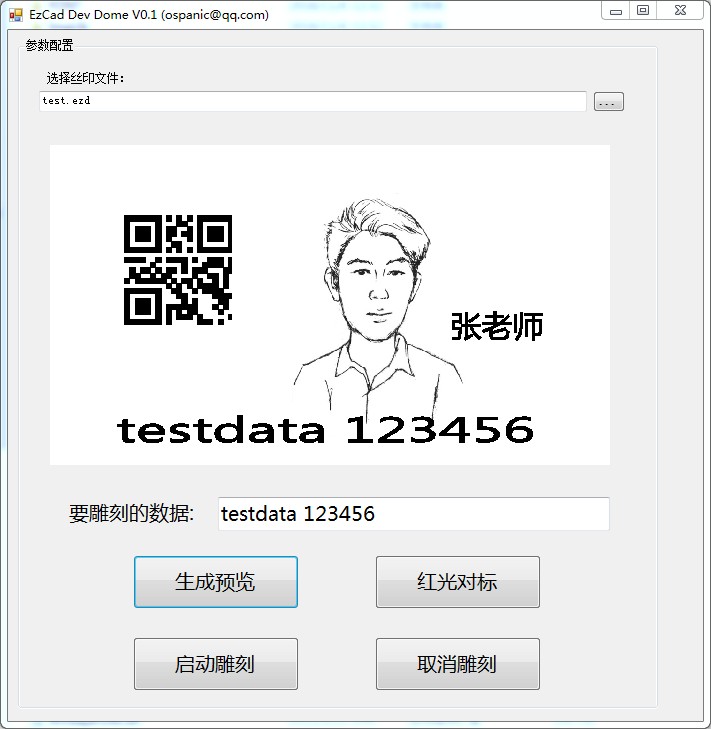 EzCad Dev Dome V0.1 (ospanic@qq.com)
参数配置
选择丝印文件:
test.ezd
...
张老师
testdata 123456
要雕刻的数据:
testdata 123456
生成预览
红光对标
启动雕刻
取消雕刻